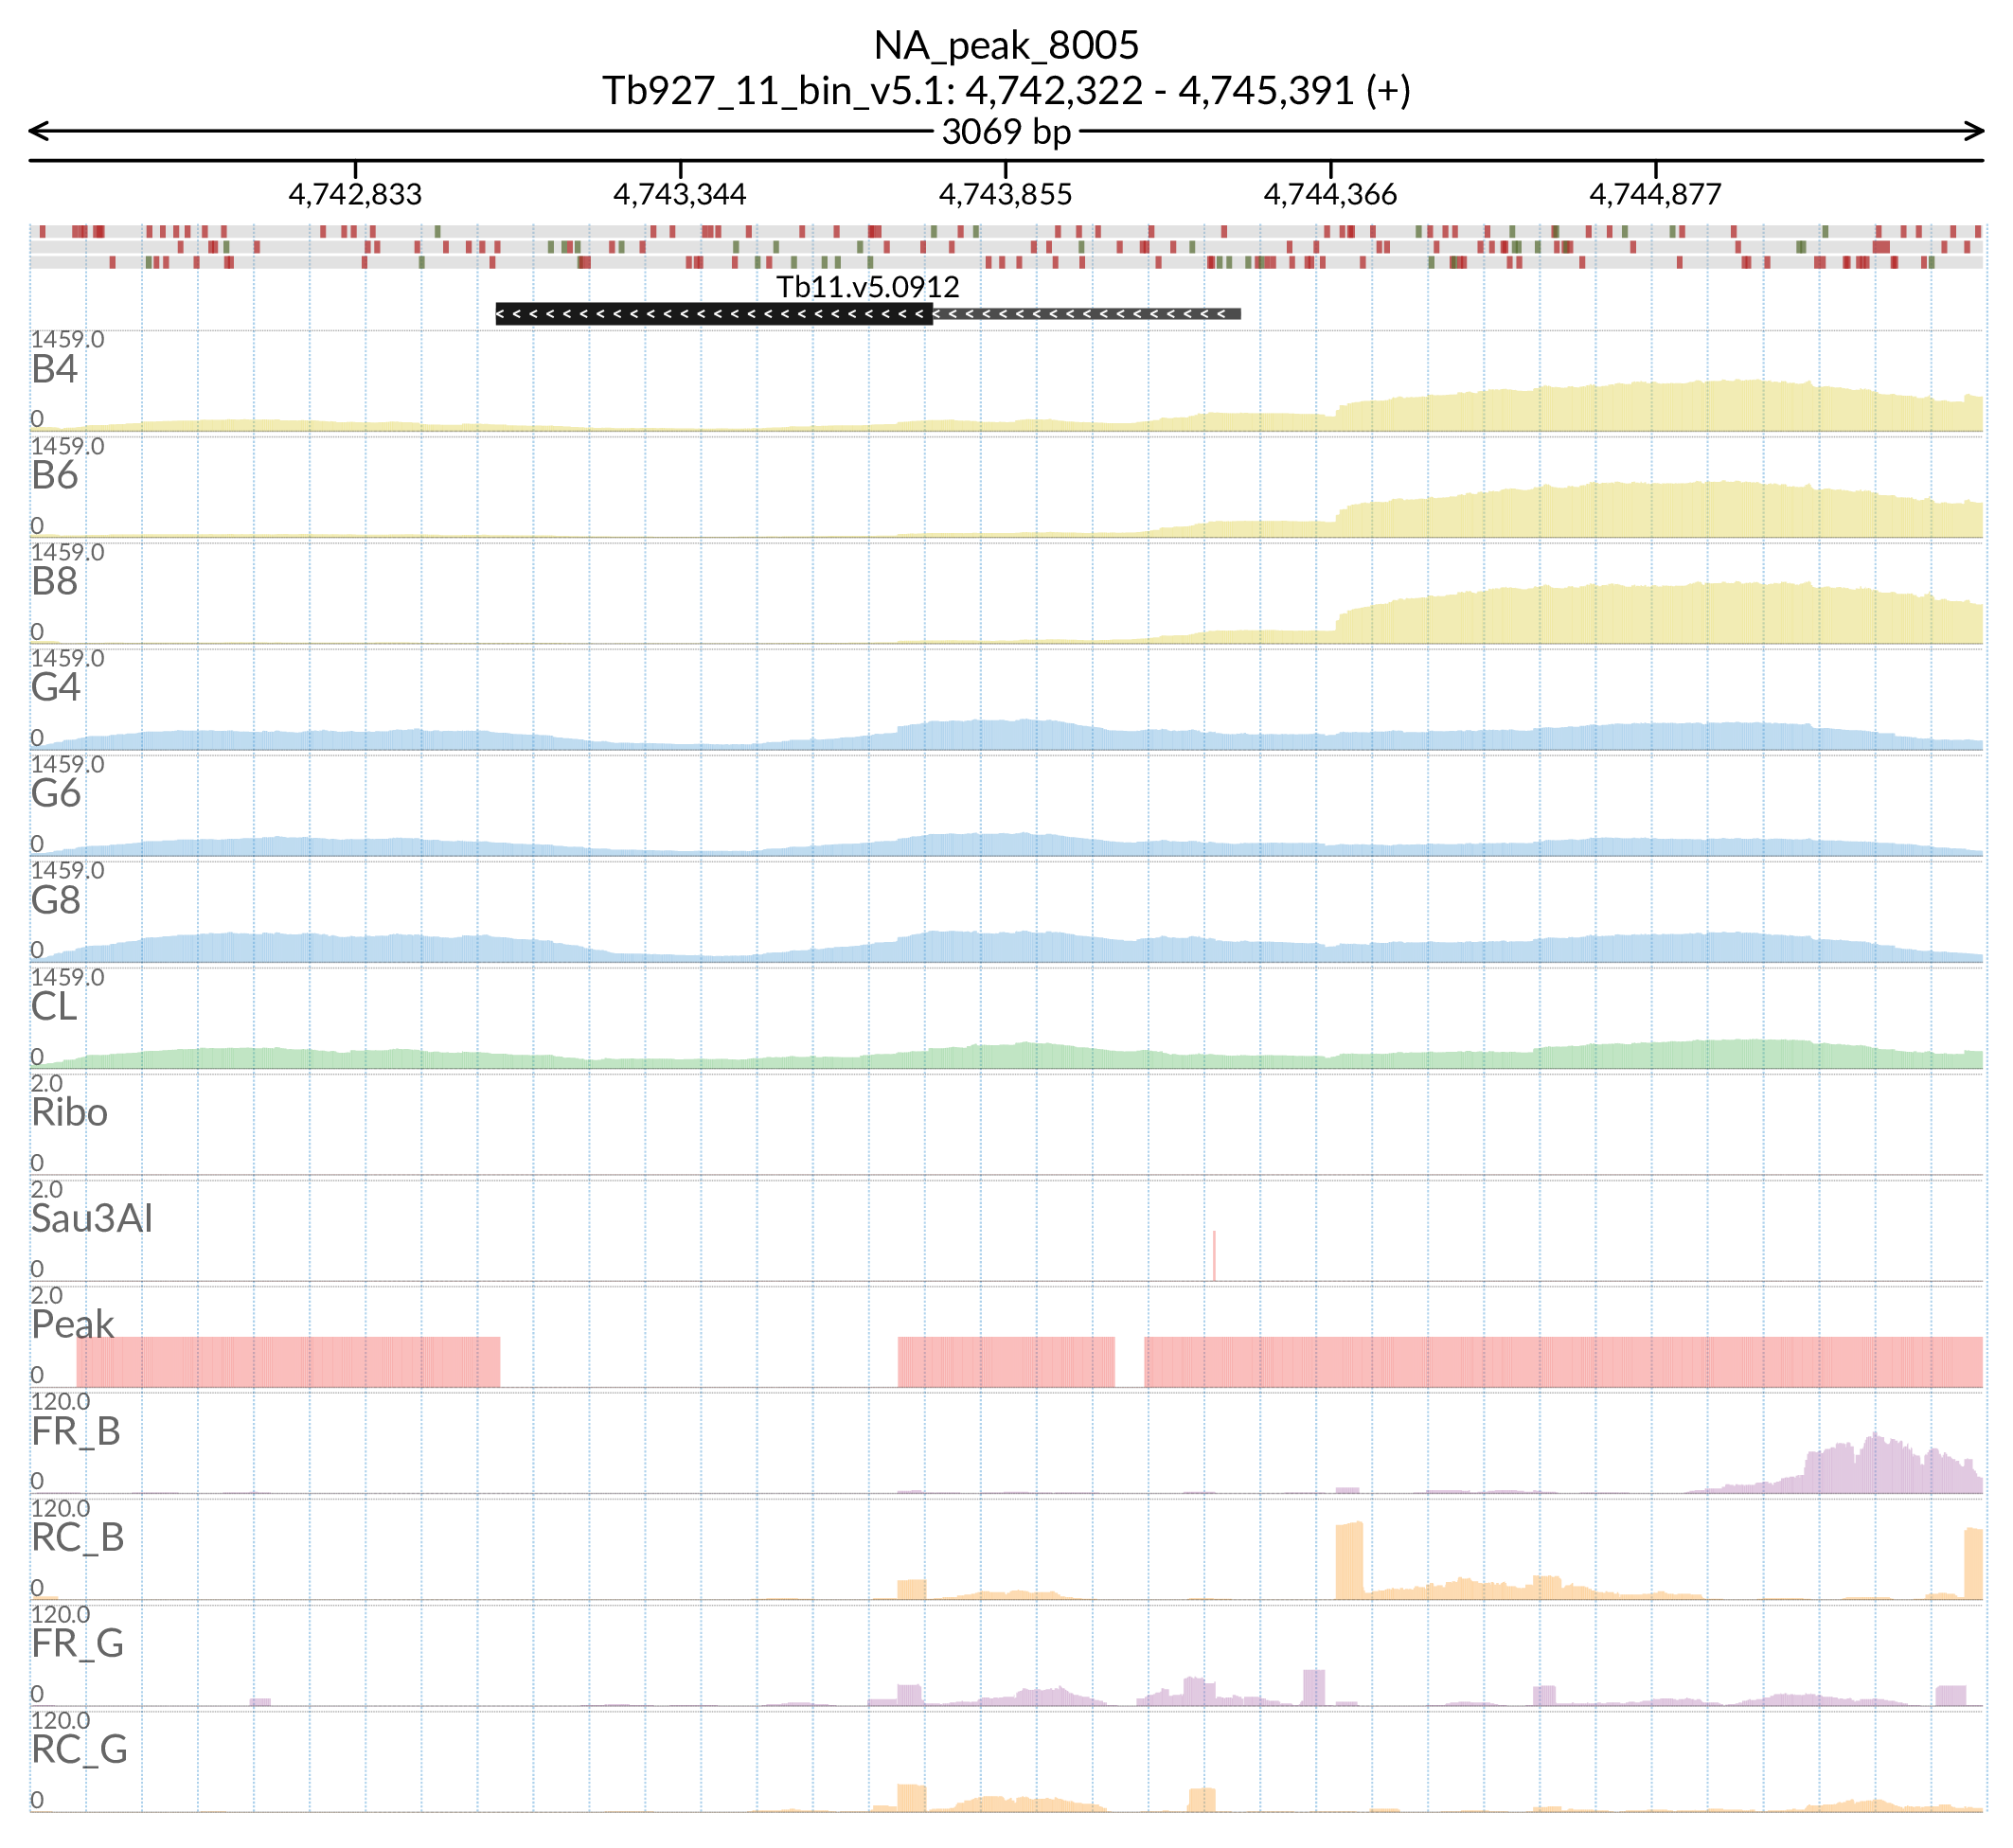 NA_peak_8005
Tb927_11_bin_v5.1: 4,742,322 - 4,745,391 (+)
3069 bp
4,742,833 4,743,344 4,743,855 4,744,366 4,744,877
Tb11.v5.0912
1459.0
B4
0
1459.0
B6
0
1459.0
B8
0
1459.0
G4
0
1459.0
G6
0
1459.0
G8
0
1459.0
CL
0
2.0
Ribo
0
2.0
Sau3AI
0
2.0
Peak
0
120.0
FR_B
0
120.0
RC_B
0
120.0
FR_G
0
120.0
RC_G
0